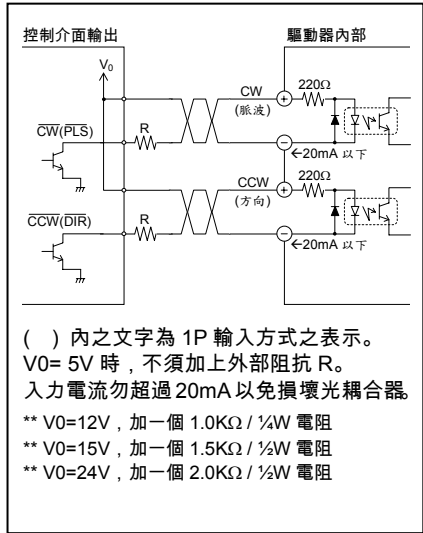 控制介面輸出
驅動器內部
V0
CW(PLS)
R
CW
(脈波)
+
220Ω
−
←20mA 以下
CCW(DIR)
R
CCW
(方向)
+
220Ω
−
←20mA 以下
(　) 內之文字為 1P 輸入方式之表示。
V0= 5V 時，不須加上外部阻抗 R。
入力電流勿超過 20mA 以免損壞光耦合器。
** V0=12V，加一個 1.0KΩ / ¼W 電阻
** V0=15V，加一個 1.5KΩ / ½W 電阻
** V0=24V，加一個 2.0KΩ / ½W 電阻